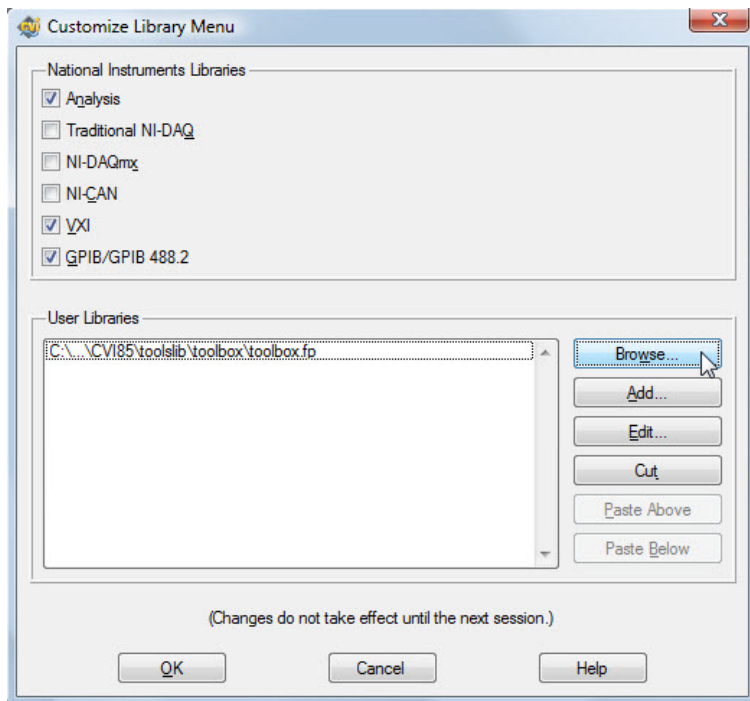 Customize Library Menu
National Instruments Libraries
Analysis
Traditional NI-DAQ
NI-DAQmx
NI-CAN
VXI
GPIB/GPIB 488.2
User Libraries
C:\...\CVI85\toolslib\toolbox\toolbox.fp
Browse...
Add...
Edit...
Cut
Paste Above
Paste Below
(Changes do not take effect until the next session.)
OK
Cancel
Help